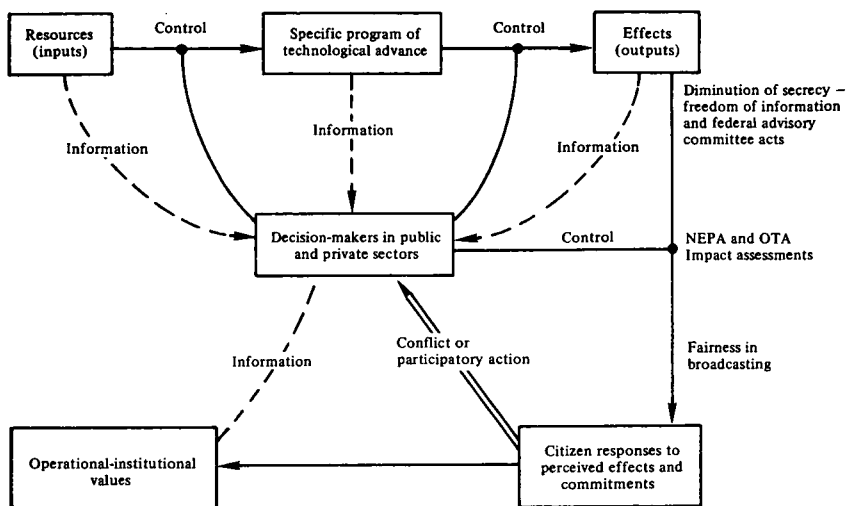 Resources
(inputs)
Control
Specific program of
technological advance
Control
Effects
(outputs)
Diminution of secrecy –
freedom of information
and federal advisory
committee acts
Information
Information
Information
Decision-makers in public
and private sectors
Control
NEPA and OTA
Impact assessments
Information
Conflict or
participatory action
Fairness in
broadcasting
Operational-institutional
values
Citizen responses to
perceived effects and
commitments